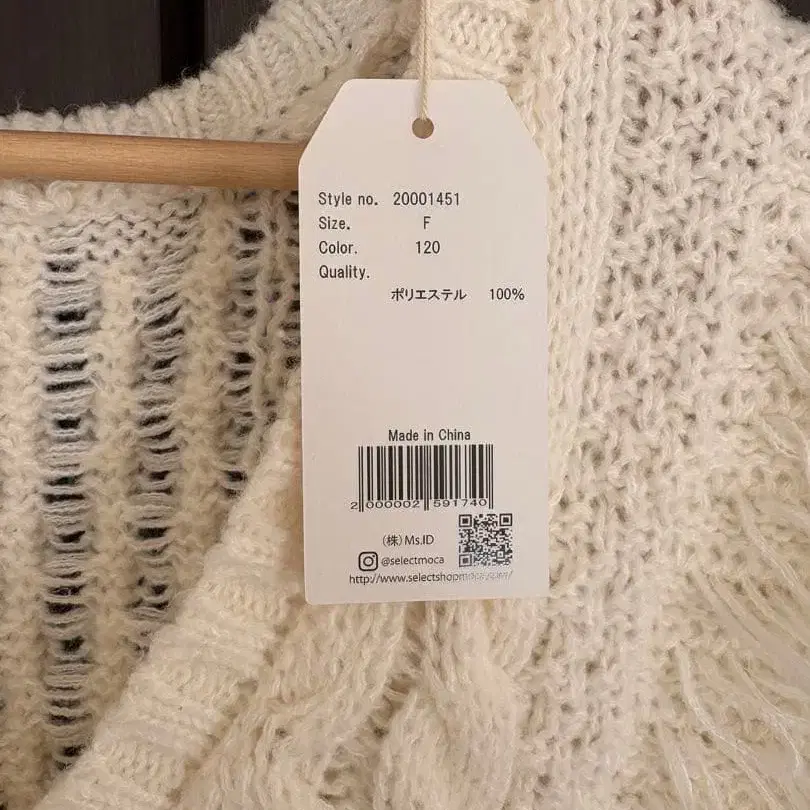 Style no. 20001451
Size. F
Color. 120
Quality.
ポリエステル 100%
Made in China
2 000002 591740
(株)Ms.ID
@selectmoca